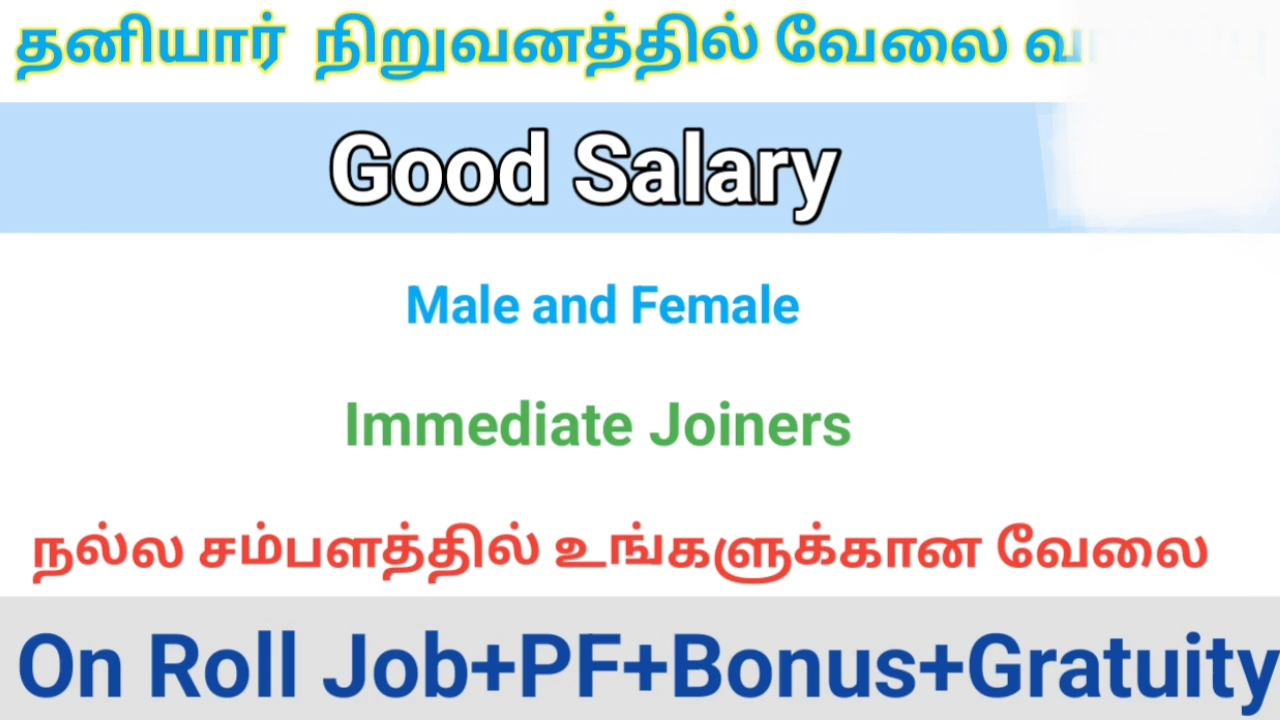 தனியார் நிறுவனத்தில் வேலை
Good Salary
Male and Female
Immediate Joiners
நல்ல சம்பளத்தில் உங்களுக்கான வேலை
On Roll Job+PF+Bonus+Gratuity